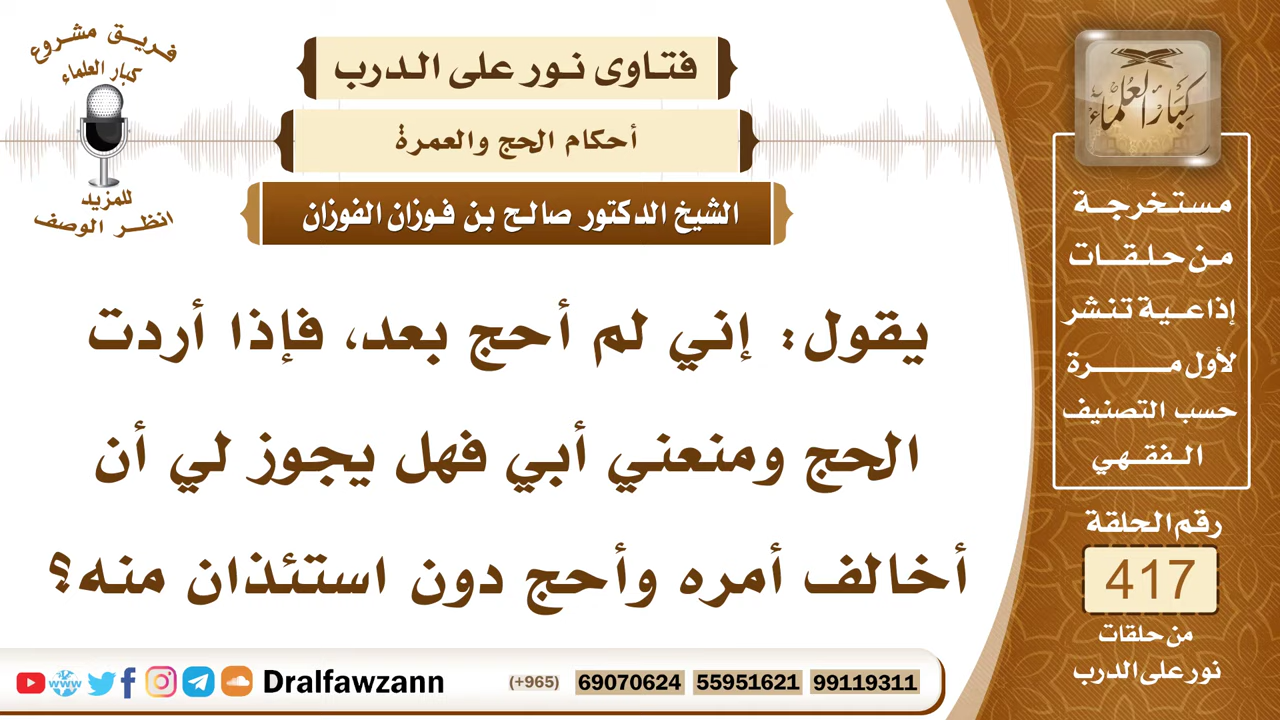 فريق مشروع
كبار العلماء
للمزيد
انظر الوصف
فتاوى نور على الدرب
أحكام الحج والعمرة
الشيخ الدكتور صالح بن فوزان الفوزان
يقول: إني لم أحج بعد، فإذا أردت
الحج ومنعني أبي فهل يجوز لي أن
أخالف أمره وأحج دون استئذان منه؟
كبار العلماء
مستخرجة
من حلقات
إذاعية تنشر
لأول مرة
حسب التصنيف
الفقهي
رقم الحلقة
417
من حلقات
نور على الدرب
www Dralfawzann (+965) 69070624 55951621 99119311